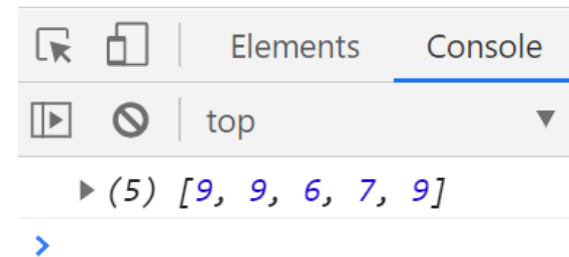 Elements Console
top
(5) [9, 9, 6, 7, 9]